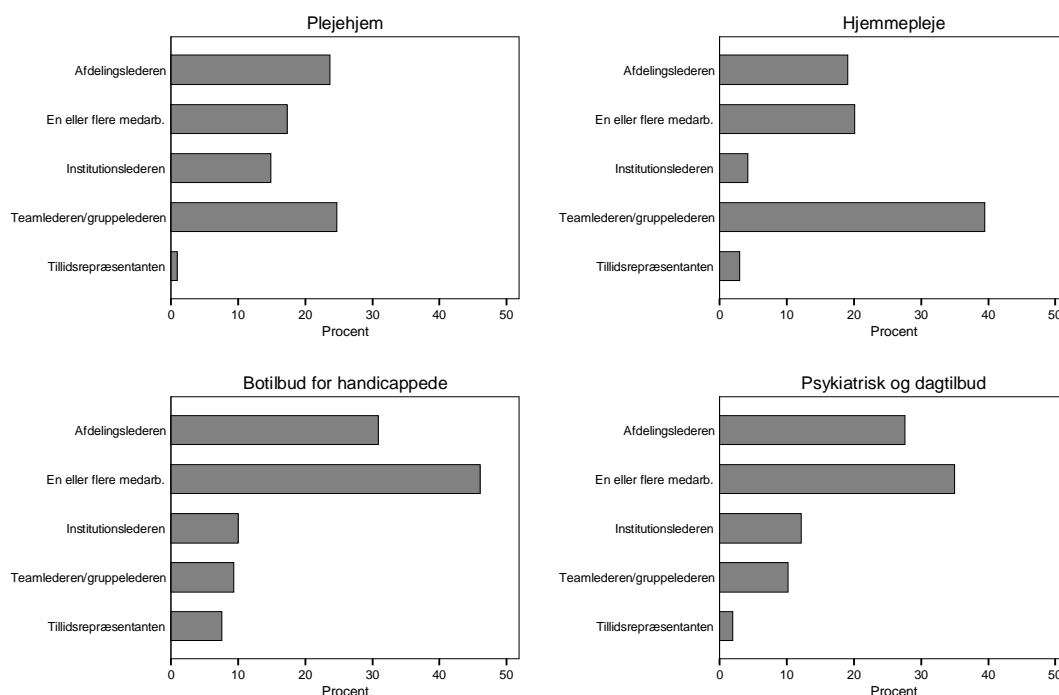 Plejehjem
Afdelingslederen
En eller flere medarb.
Institutionslederen
Teamlederen/gruppelederen
Tillidsrepræsentanten
0 10 20 30 40 50
Procent
Hjemmepleje
Afdelingslederen
En eller flere medarb.
Institutionslederen
Teamlederen/gruppelederen
Tillidsrepræsentanten
0 10 20 30 40 50
Procent
Botilbud for handicappede
Afdelingslederen
En eller flere medarb.
Institutionslederen
Teamlederen/gruppelederen
Tillidsrepræsentanten
0 10 20 30 40 50
Procent
Psykiatrisk og dagtilbud
Afdelingslederen
En eller flere medarb.
Institutionslederen
Teamlederen/gruppelederen
Tillidsrepræsentanten
0 10 20 30 40 50
Procent